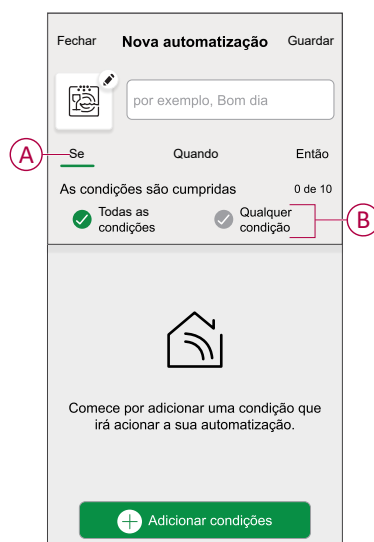 Fechar Nova automatização Guardar
por exemplo, Bom dia
A Se Quando Então
As condições são cumpridas 0 de 10
Todas as condições Qualquer condição B
Comece por adicionar uma condição que
irá acionar a sua automatização.
Adicionar condições